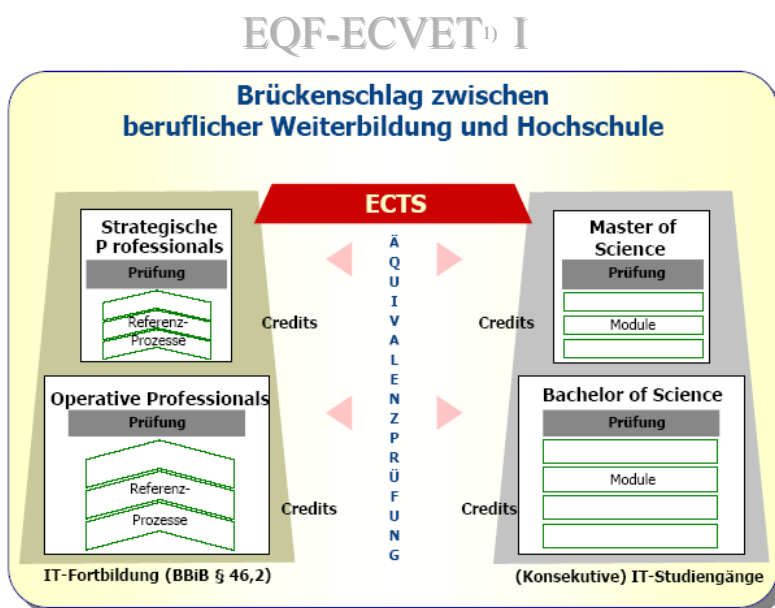 EQF-ECVET¹⁾ I
Brückenschlag zwischen
beruflicher Weiterbildung und Hochschule
ECTS
Strategische
P rofessionals
Prüfung
Referenz-
Prozesse
Credits
Operative Professionals
Prüfung
Referenz-
Prozesse
Credits
IT-Fortbildung (BBiB § 46,2)
ÄQUIVALENZPRÜFUNG
Master of
Science
Prüfung
Module
Credits
Bachelor of Science
Prüfung
Module
Credits
(Konsekutive) IT-Studiengänge